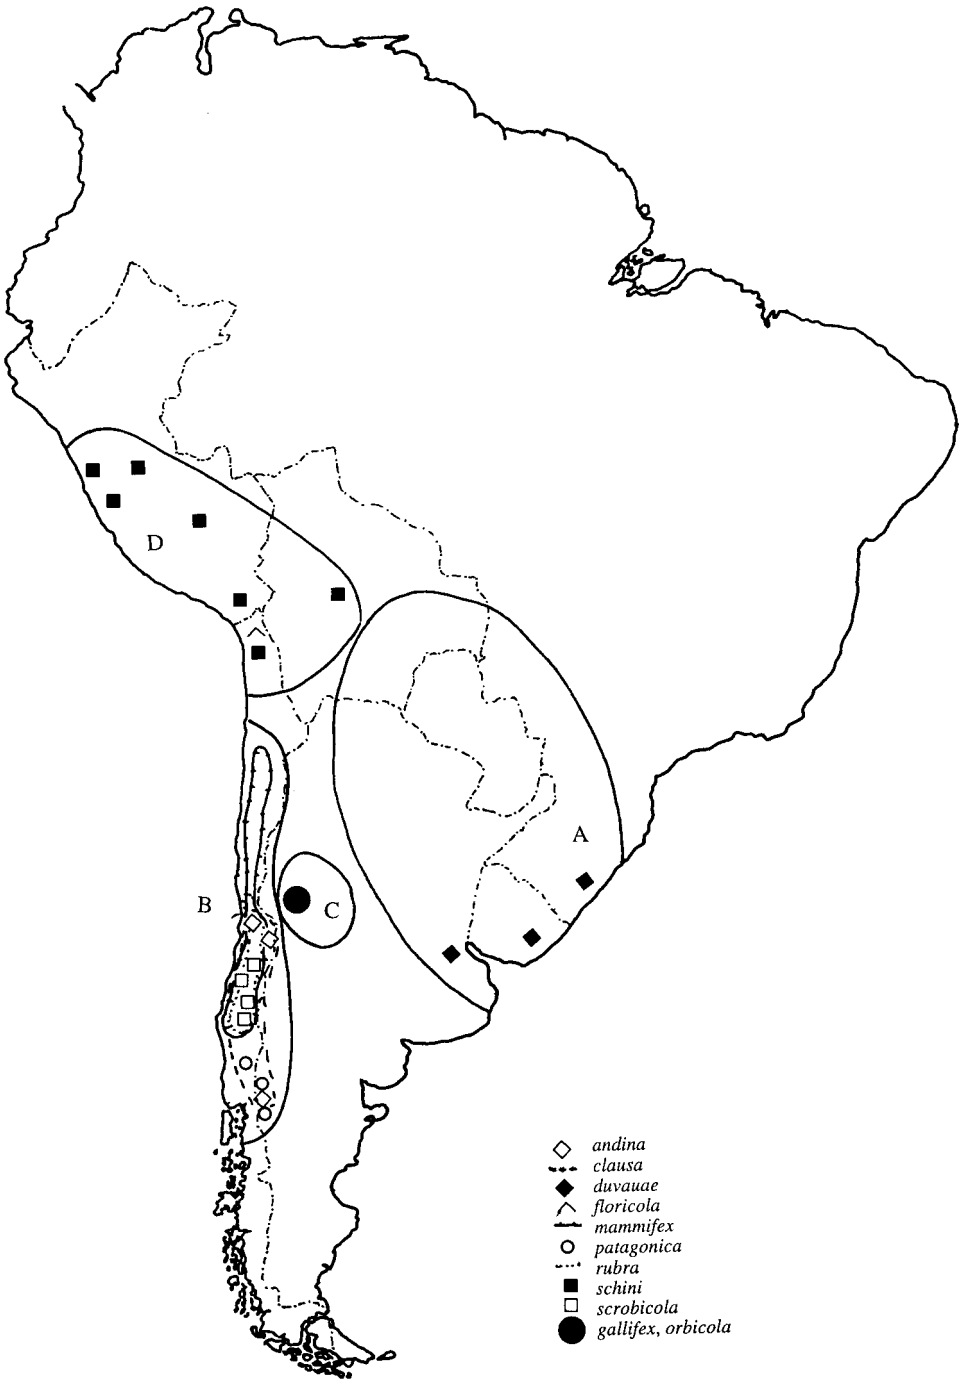 D
A
B
C
andina
clausa
duvauae
floricola
mammifex
patagonica
rubra
schini
scrobicola
gallifex, orbicola